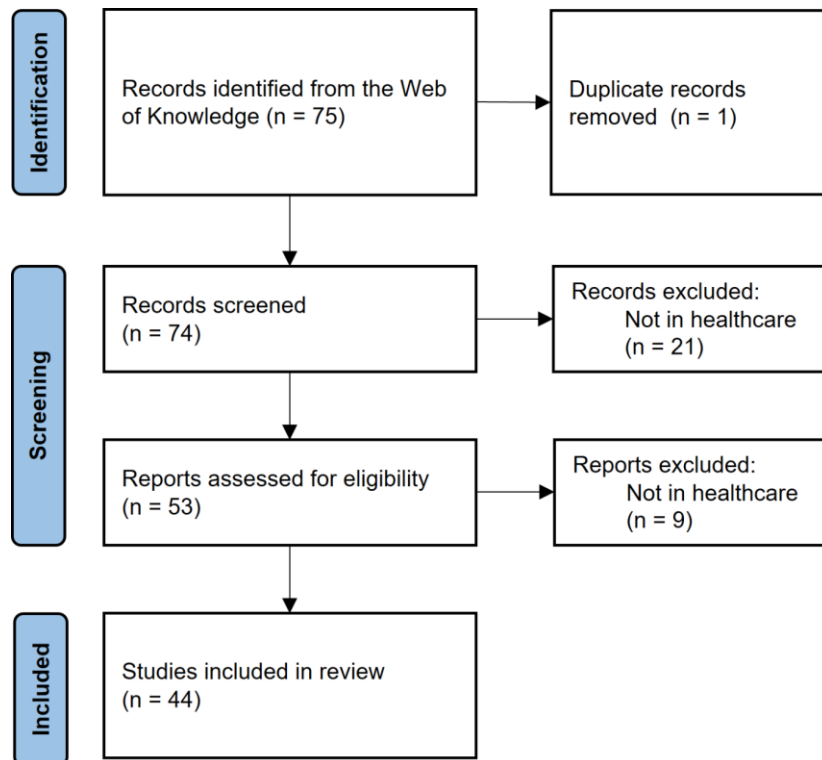 Identification
Records identified from the Web
of Knowledge (n = 75)
Duplicate records
removed  (n = 1)
Screening
Records screened
(n = 74)
Records excluded:
Not in healthcare
(n = 21)
Reports assessed for eligibility
(n = 53)
Reports excluded:
Not in healthcare
(n = 9)
Included
Studies included in review
(n = 44)